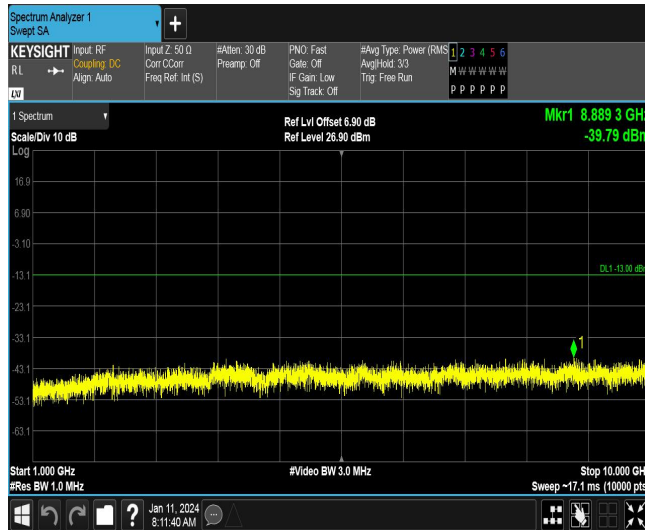 Spectrum Analyzer 1
Swept SA
+
KEYSIGHT
RL
LXI
Input: RF
Coupling: DC
Align: Auto
Input Z: 50 Ω
Corr CCorr
Freq Ref: Int (S)
#Atten: 30 dB
Preamp: Off
PNO: Fast
Gate: Off
IF Gain: Low
Sig Track: Off
#Avg Type: Power (RMS
Avg|Hold: 3/3
Trig: Free Run
1 2 3 4 5 6
M W W W W W
P P P P P P
1 Spectrum
Scale/Div 10 dB
Log
Ref Lvl Offset 6.90 dB
Ref Level 26.90 dBm
Mkr1 8.889 3 GHz
-39.79 dBm
16.9
6.90
-3.10
-13.1
DL1 -13.00 dBm
-23.1
-33.1
1
-43.1
-53.1
-63.1
Start 1.000 GHz
#Res BW 1.0 MHz
#Video BW 3.0 MHz
Stop 10.000 GHz
Sweep ~17.1 ms (10000 pts
?
Jan 11, 2024
8:11:40 AM